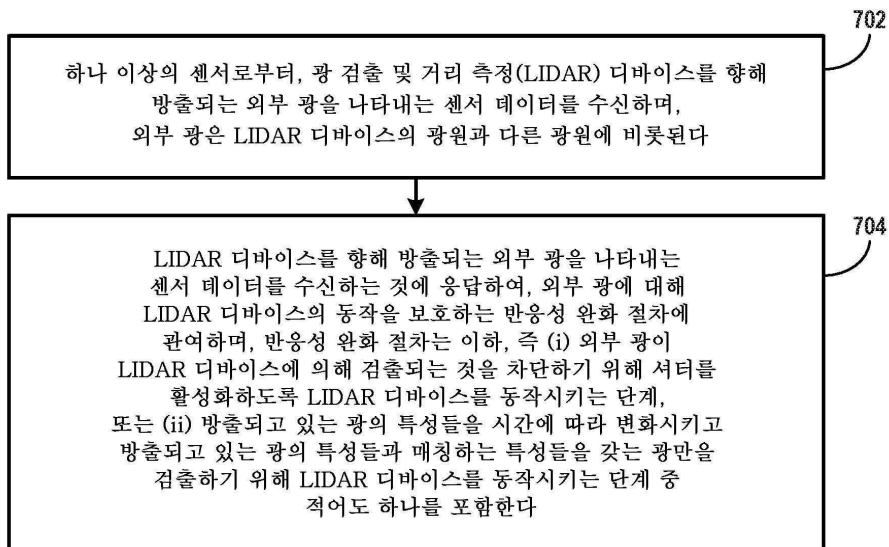 702
하나 이상의 센서로부터, 광 검출 및 거리 측정(LIDAR) 디바이스를 향해
방출되는 외부 광을 나타내는 센서 데이터를 수신하며,
외부 광은 LIDAR 디바이스의 광원과 다른 광원에 비롯된다
704
LIDAR 디바이스를 향해 방출되는 외부 광을 나타내는
센서 데이터를 수신하는 것에 응답하여, 외부 광에 대해
LIDAR 디바이스의 동작을 보호하는 반응성 완화 절차에
관여하며, 반응성 완화 절차는 이하, 즉 (i) 외부 광이
LIDAR 디바이스에 의해 검출되는 것을 차단하기 위해 셔터를
활성화하도록 LIDAR 디바이스를 동작시키는 단계,
또는 (ii) 방출되고 있는 광의 특성들을 시간에 따라 변화시키고
방출되고 있는 광의 특성들과 매칭하는 특성들을 갖는 광만을
검출하기 위해 LIDAR 디바이스를 동작시키는 단계 중
적어도 하나를 포함한다